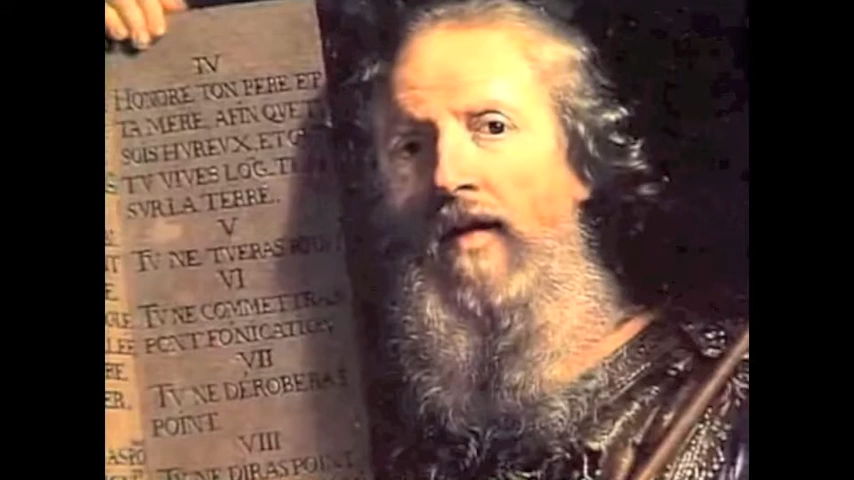 IV
HONORE TON PERE ET
TA MERE, AFIN QUE
SOIS HVREVX, ET
TV VIVES LOG
SVR LA TERRE.
V
TV NE TVERAS
VI
TV NE COMMETTRAS
POINT FONICATION
VII
TV NE DEROBERAS
POINT
VIII
TV NE DIRAS POINT